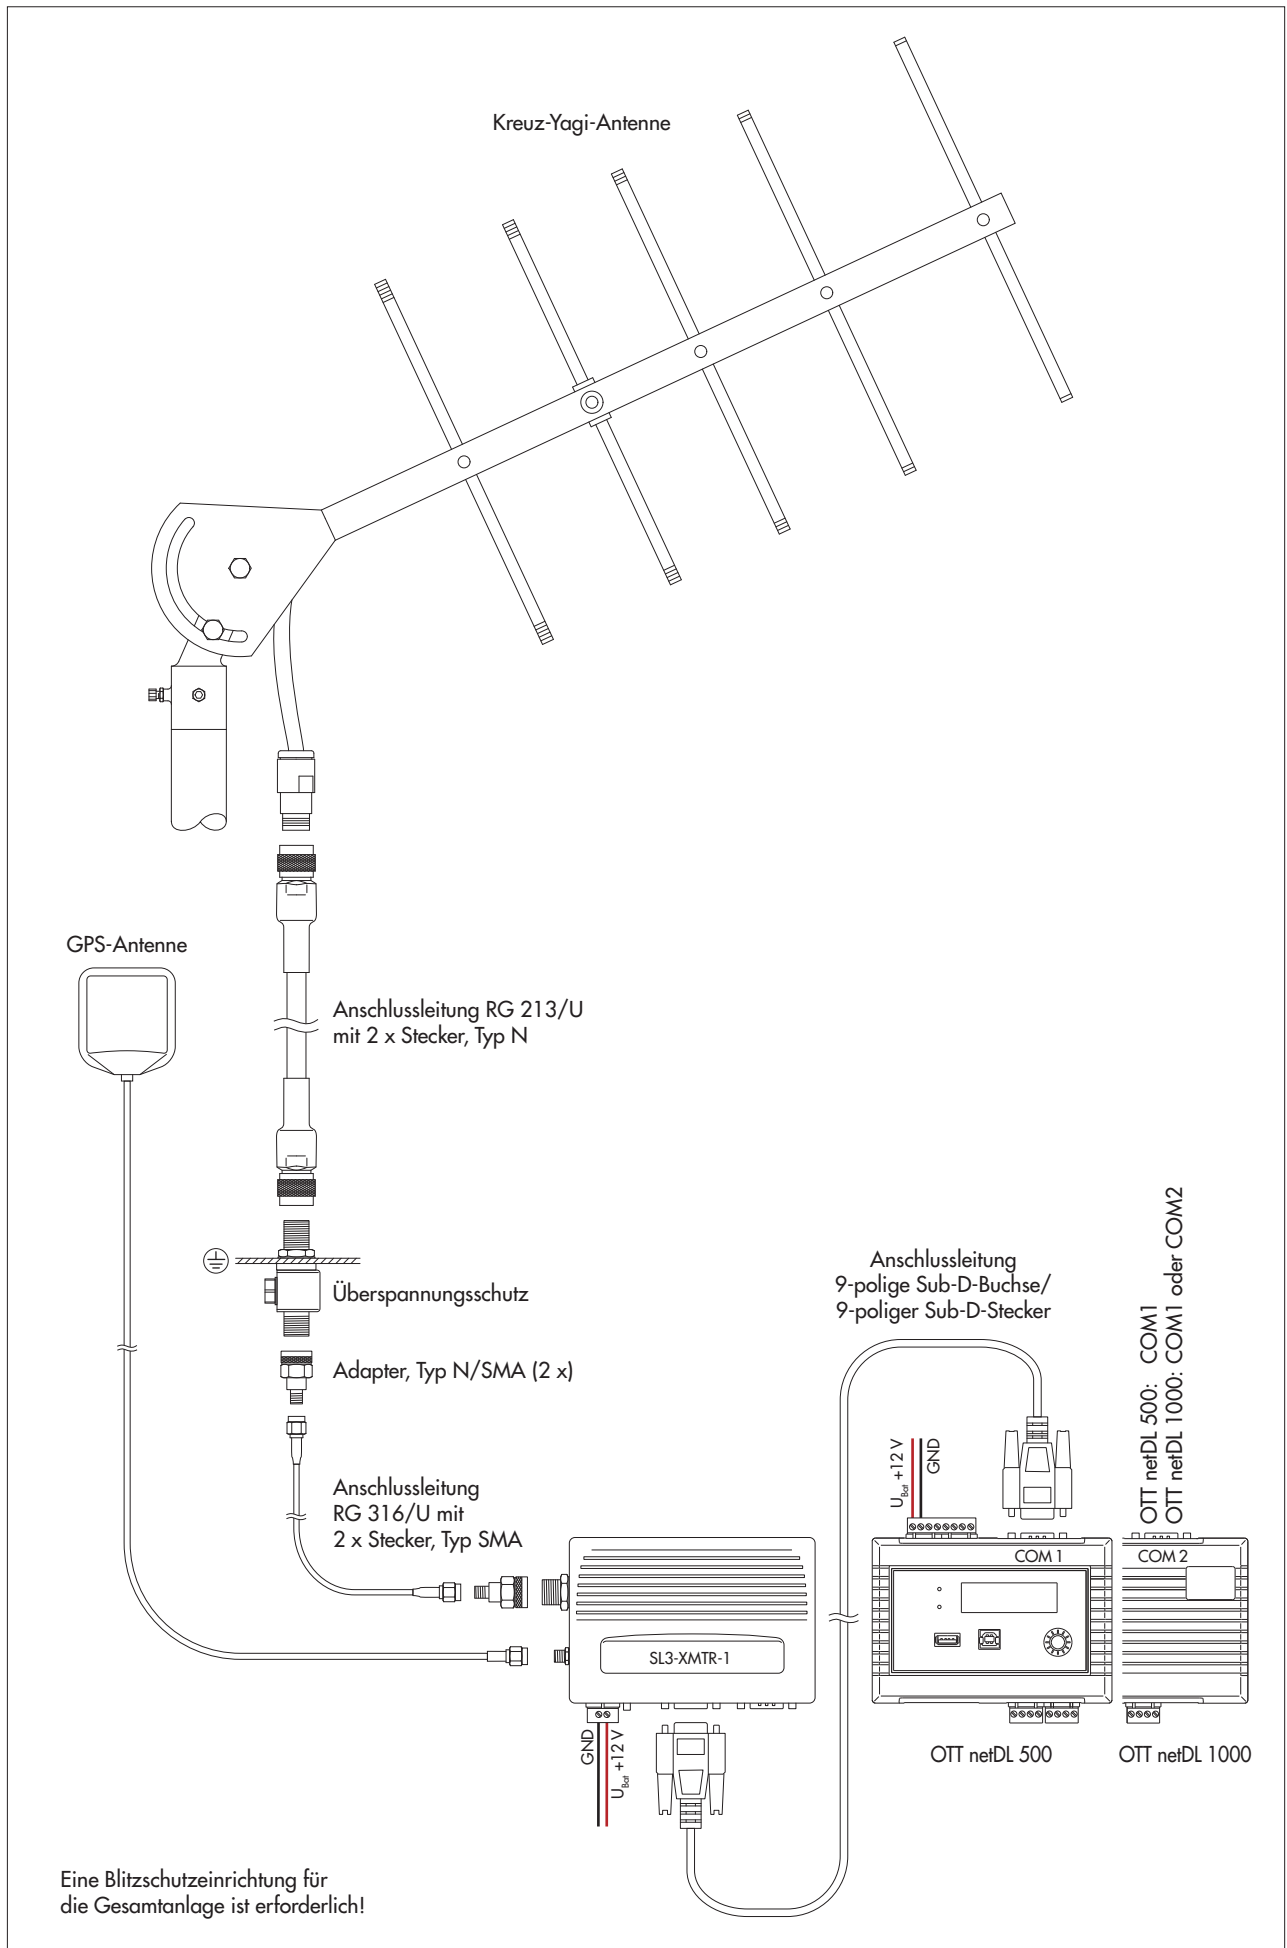 Kreuz-Yagi-Antenne
GPS-Antenne
Anschlussleitung RG 213/U
mit 2 x Stecker, Typ N
Überspannungsschutz
Adapter, Typ N/SMA (2 x)
Anschlussleitung
RG 316/U mit
2 x Stecker, Typ SMA
Anschlussleitung
9-polige Sub-D-Buchse/
9-poliger Sub-D-Stecker
OTT netDL 500: COM1
OTT netDL 1000: COM1 oder COM2
UBat +12 V
GND
COM 1
COM 2
SL3-XMTR-1
GND
UBat +12 V
OTT netDL 500
OTT netDL 1000
Eine Blitzschutzeinrichtung für
die Gesamtanlage ist erforderlich!